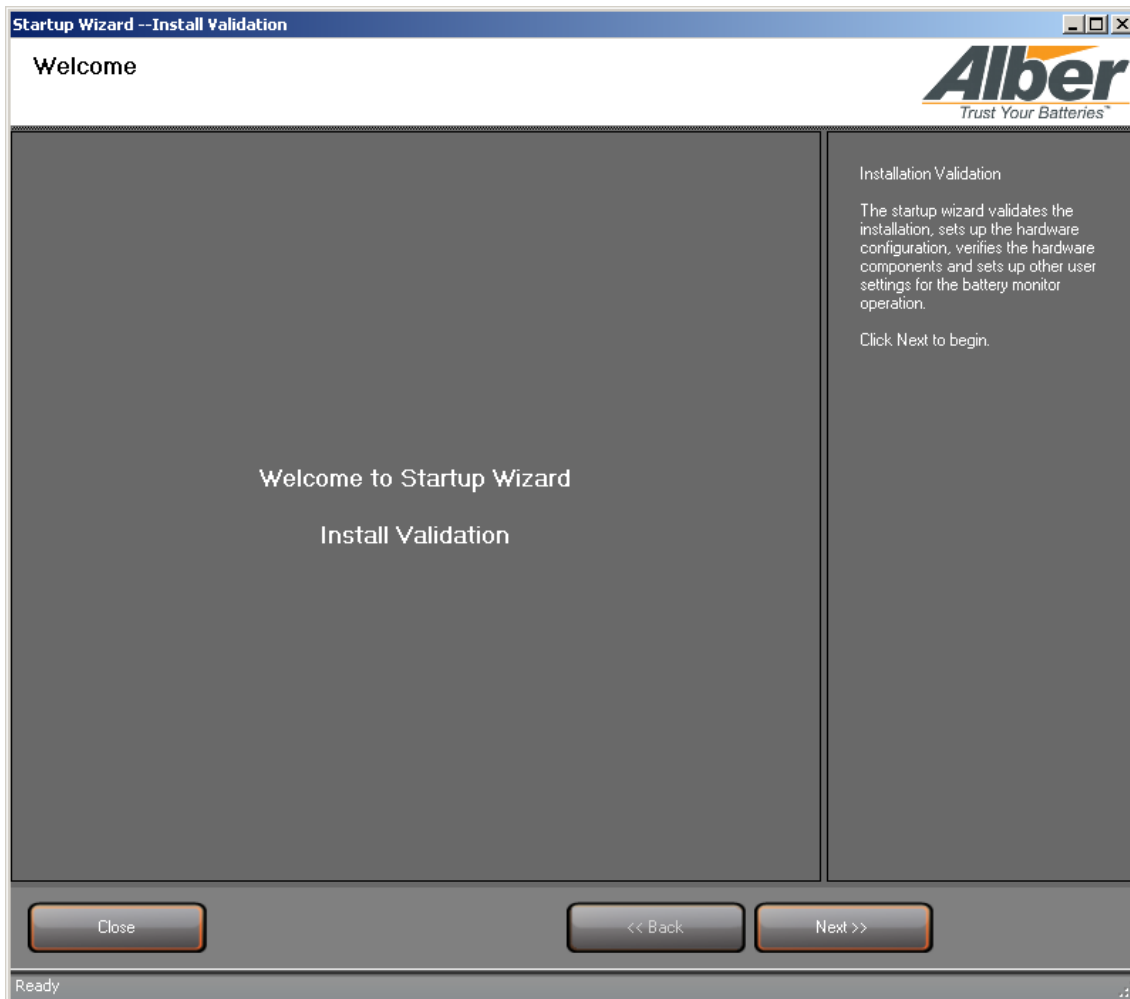 Startup Wizard --Install Validation
Welcome
Alber
Trust Your Batteries™
Installation Validation
The startup wizard validates the
installation, sets up the hardware
configuration, verifies the hardware
components and sets up other user
settings for the battery monitor
operation.
Click Next to begin.
Welcome to Startup Wizard
Install Validation
Close
<< Back
Next >>
Ready